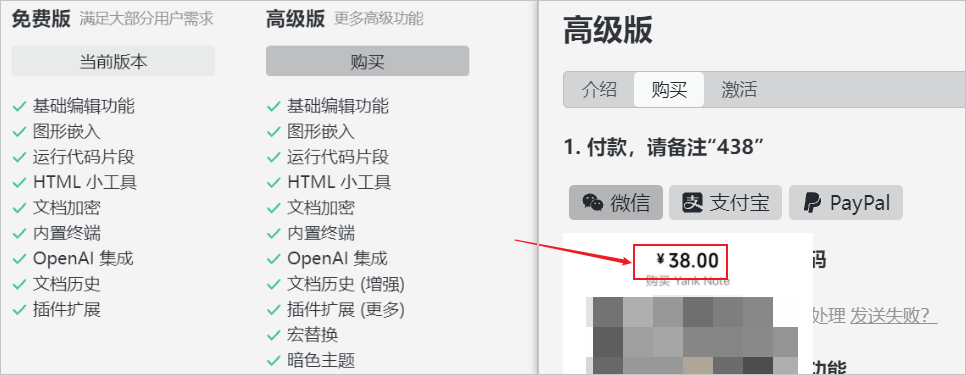 免费版 满足大部分用户需求
当前版本
基础编辑功能
图形嵌入
运行代码片段
HTML 小工具
文档加密
内置终端
OpenAI 集成
文档历史
插件扩展
高级版 更多高级功能
购买
基础编辑功能
图形嵌入
运行代码片段
HTML 小工具
文档加密
内置终端
OpenAI 集成
文档历史 (增强)
插件扩展 (更多)
宏替换
暗色主题
高级版
介绍 购买 激活
1. 付款，请备注“438”
微信 支付宝 PayPal
¥38.00
购买 Yank Note
码
处理 发送失败？
功能